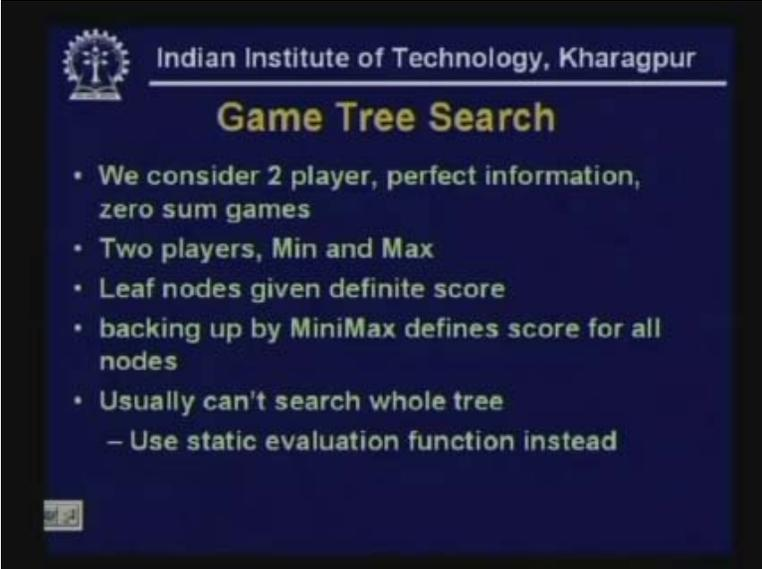 Indian Institute of Technology, Kharagpur
Game Tree Search
• We consider 2 player, perfect information,
zero sum games
• Two players, Min and Max
• Leaf nodes given definite score
• backing up by MiniMax defines score for all
nodes
• Usually can't search whole tree
– Use static evaluation function instead